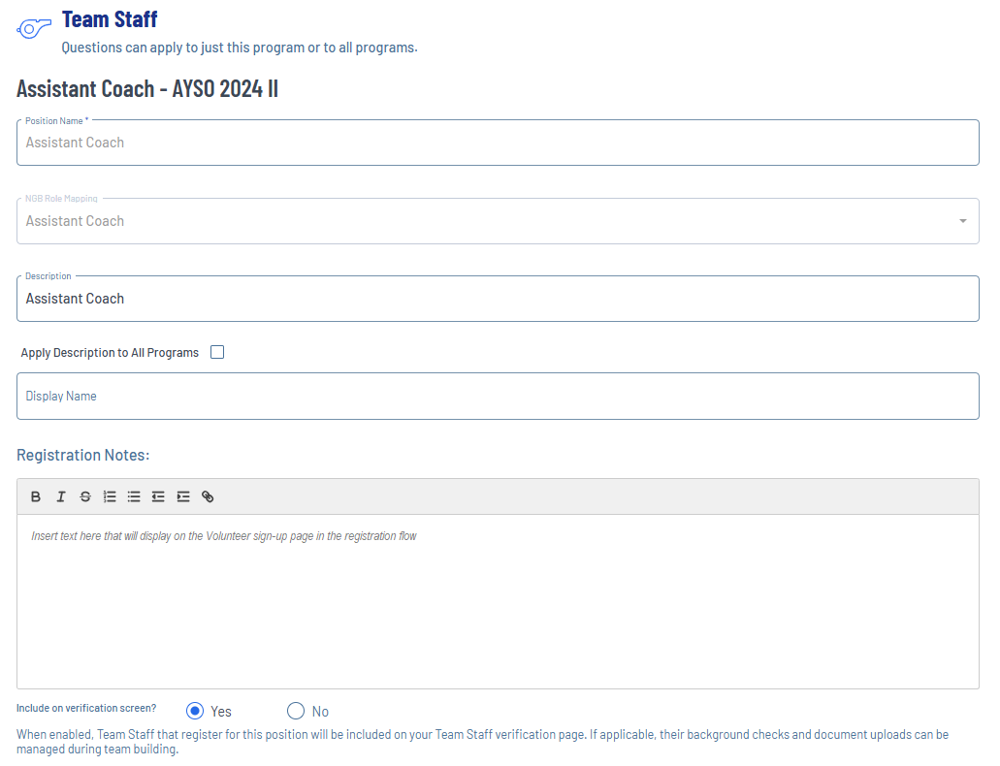 Team Staff
Questions can apply to just this program or to all programs.
Assistant Coach - AYSO 2024 II
Position Name *
Assistant Coach
NGB Role Mapping
Assistant Coach
Description
Assistant Coach
Apply Description to All Programs
Display Name
Registration Notes:
Insert text here that will display on the Volunteer sign-up page in the registration flow
Include on verification screen? Yes No
When enabled, Team Staff that register for this position will be included on your Team Staff verification page. If applicable, their background checks and document uploads can be
managed during team building.